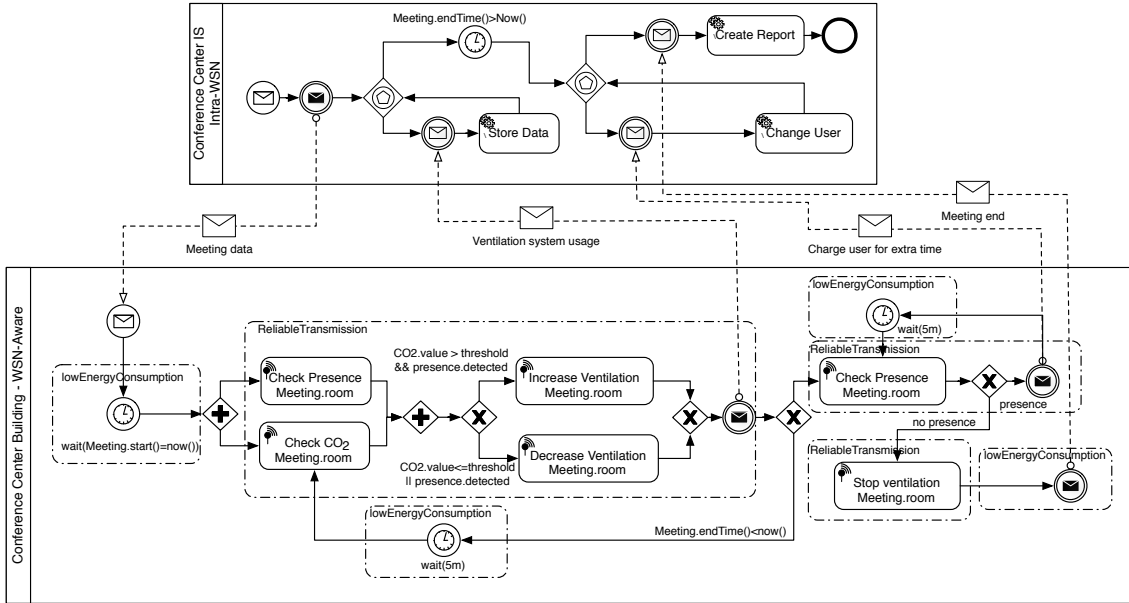 Conference Center IS
Intra-WSN
Meeting.endTime()>Now()
Create Report
Store Data
Change User
Meeting data
Ventilation system usage
Meeting end
Charge user for extra time
Conference Center Building - WSN-Aware
lowEnergyConsumption
wait(Meeting.start()=now())
ReliableTransmission
Check Presence
Meeting.room
Check CO2
Meeting.room
CO2.value > threshold
&& presence.detected
CO2.value<=threshold
|| presence.detected
Increase Ventilation
Meeting.room
Decrease Ventilation
Meeting.room
lowEnergyConsumption
wait(5m)
Meeting.endTime()<now()
lowEnergyConsumption
wait(5m)
ReliableTransmission
Check Presence
Meeting.room
presence
no presence
ReliableTransmission
Stop ventilation
Meeting.room
lowEnergyConsumption